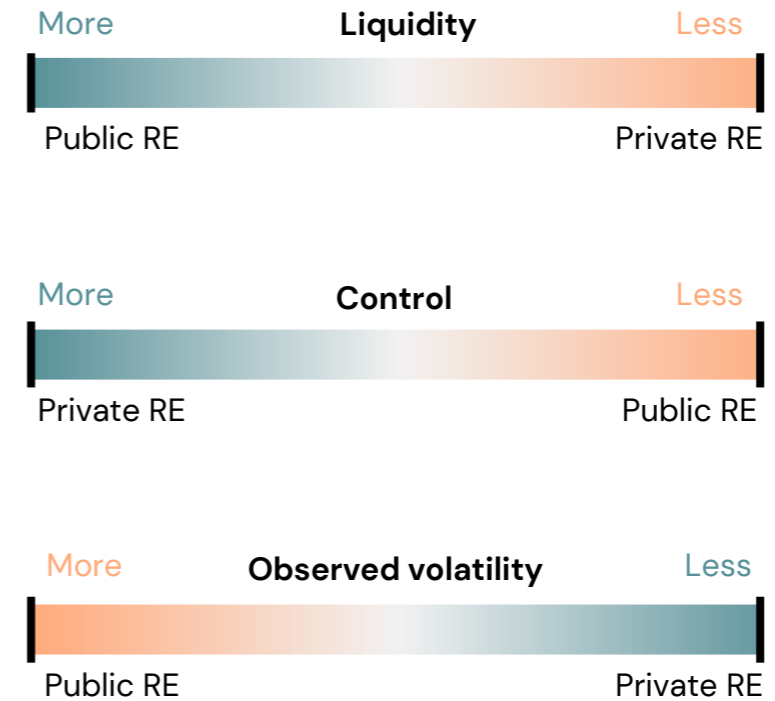 More Liquidity Less
Public RE Private RE
More Control Less
Private RE Public RE
More Observed volatility Less
Public RE Private RE